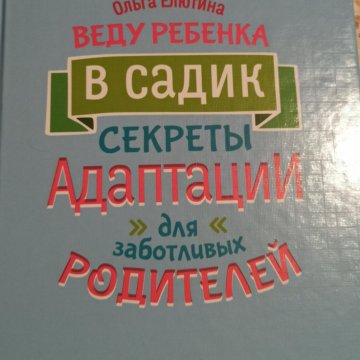 Ольга Елютина
ВЕДУ РЕБЕНКА
В САДИК
СЕКРЕТЫ
АДАПТАЦИИ
» для «
заботливых
РОДИТЕЛЕЙ